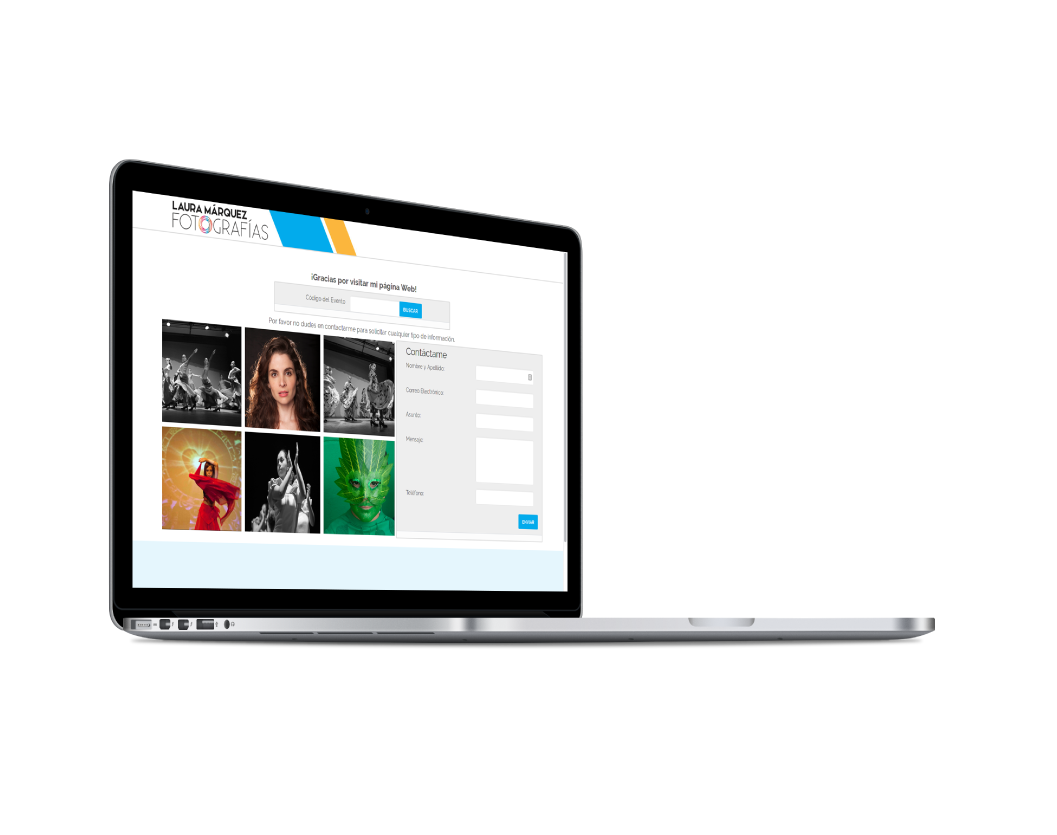 LAURA MÁRQUEZ
FOTOGRAFÍAS
¡Gracias por visitar mi página Web!
Código del Evento:
BUSCAR
Por favor no dudes en contactarme para solicitar cualquier tipo de información.
Contáctame
Nombre y Apellido:
Correo Electrónico:
Asunto:
Mensaje:
Teléfono:
ENVIAR